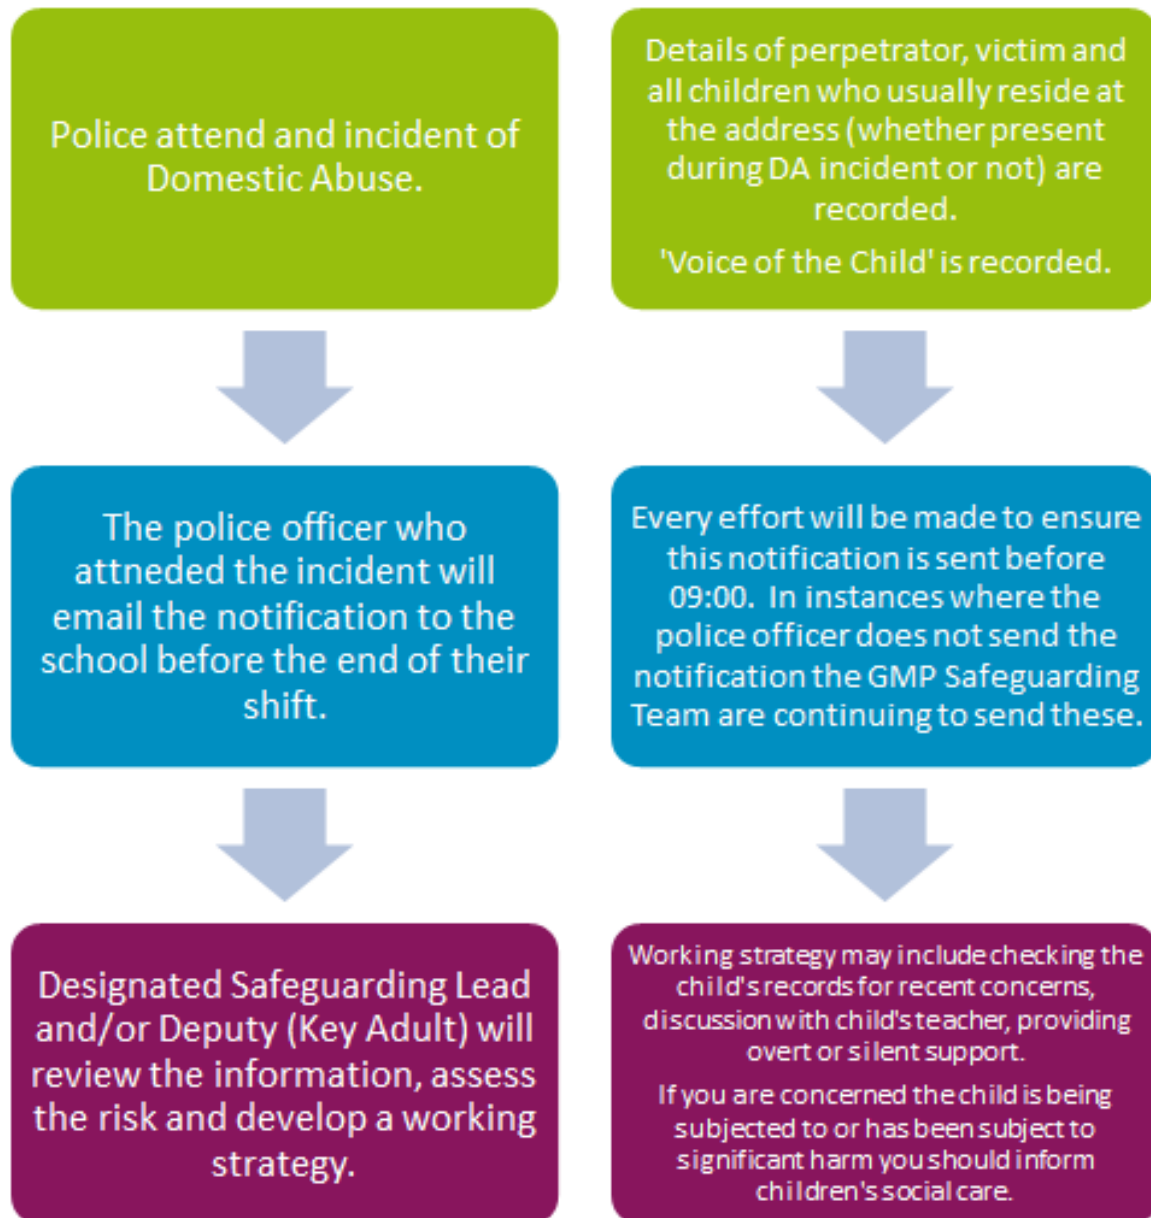 Police attend and incident of
Domestic Abuse.
Details of perpetrator, victim and
all children who usually reside at
the address (whether present
during DA incident or not) are
recorded.
'Voice of the Child' is recorded.
The police officer who
attneded the incident will
email the notification to the
school before the end of their
shift.
Every effort will be made to ensure
this notification is sent before
09:00. In instances where the
police officer does not send the
notification the GMP Safeguarding
Team are continuing to send these.
Designated Safeguarding Lead
and/or Deputy (Key Adult) will
review the information, assess
the risk and develop a working
strategy.
Working strategy may include checking the
child's records for recent concerns,
discussion with child's teacher, providing
overt or silent support.
If you are concerned the child is being
subjected to or has been subject to
significant harm you should inform
children's social care.